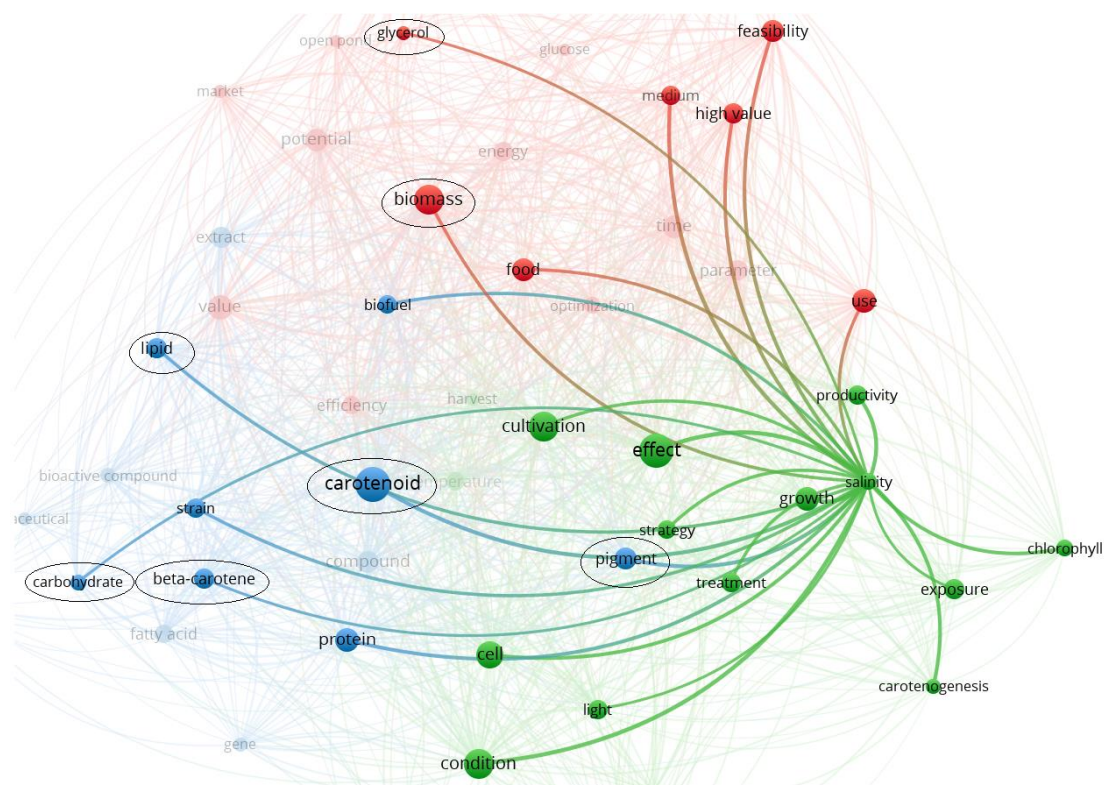 glycerol
feasibility
open pond
glucose
market
medium
high value
potential
energy
biomass
time
extract
food
parameter
value
biofuel
optimization
use
lipid
productivity
efficiency
harvest
cultivation
effect
bioactive compound
carotenoid
temperature
salinity
growth
strain
aceutical
strategy
chlorophyll
compound
pigment
carbohydrate
beta-carotene
treatment
exposure
fatty acid
protein
cell
carotenogenesis
light
gene
condition